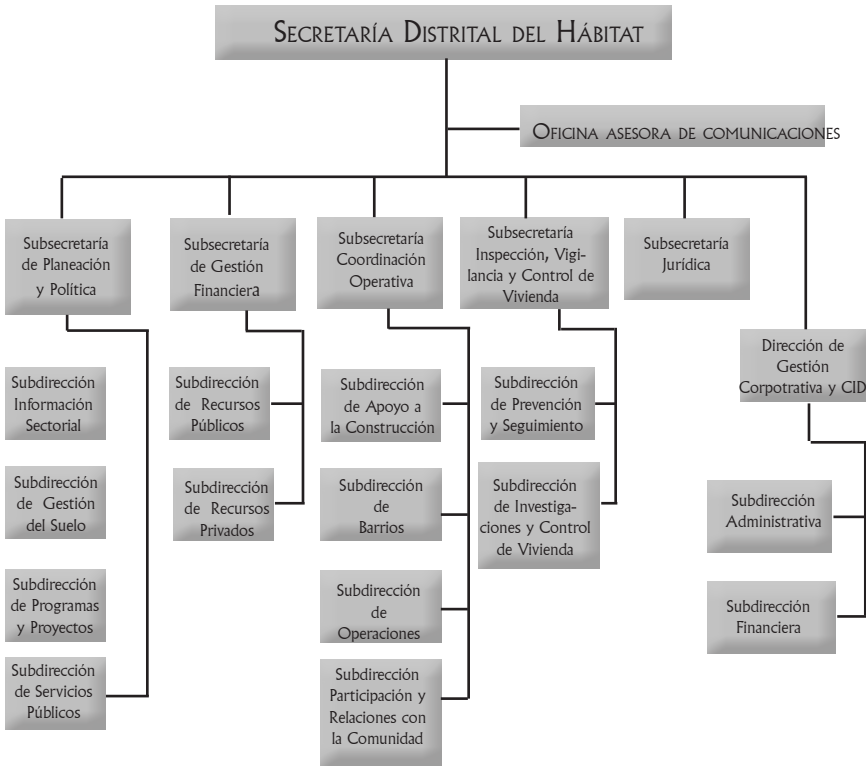 Secretaría Distrital del Hábitat
Oficina asesora de comunicaciones
Subsecretaría
de Planeación
y Política
Subsecretaría
de Gestión
Financiera
Subsecretaría
Coordinación
Operativa
Subsecretaría
Inspección, Vigi-
lancia y Control de
Vivienda
Subsecretaría
Jurídica
Dirección de
Gestión
Corpotrativa y CID
Subdirección
Información
Sectorial
Subdirección
de Gestión
del Suelo
Subdirección
de Programas
y Proyectos
Subdirección
de Servicios
Públicos
Subdirección
de Recursos
Públicos
Subdirección
de Recursos
Privados
Subdirección
de Apoyo a
la Construcción
Subdirección
de
Barrios
Subdirección
de
Operaciones
Subdirección
Participación y
Relaciones con
la Comunidad
Subdirección
de Prevención
y Seguimiento
Subdirección
de Investiga-
ciones y Control
de Vivienda
Subdirección
Administrativa
Subdirección
Financiera